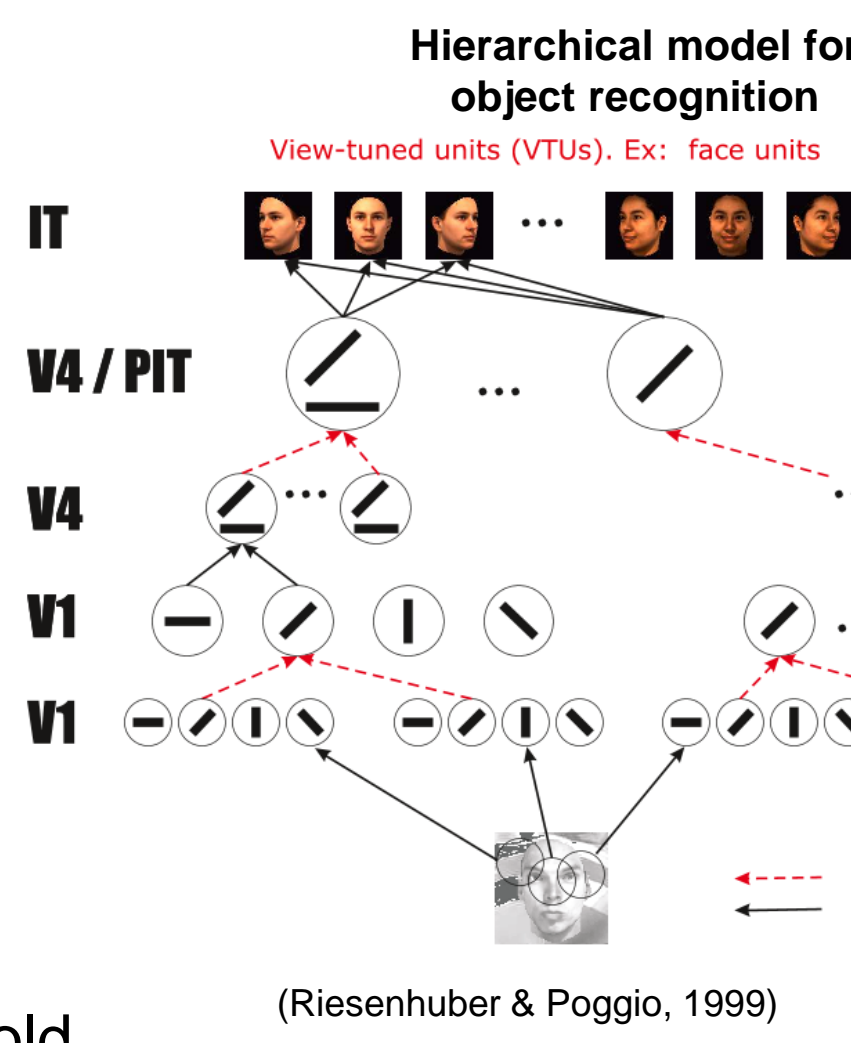 Hierarchical model for
object recognition
View-tuned units (VTUs). Ex: face units
IT
...
V4 / PIT
...
V4
...
V1
V1
(Riesenhuber & Poggio, 1999)
old